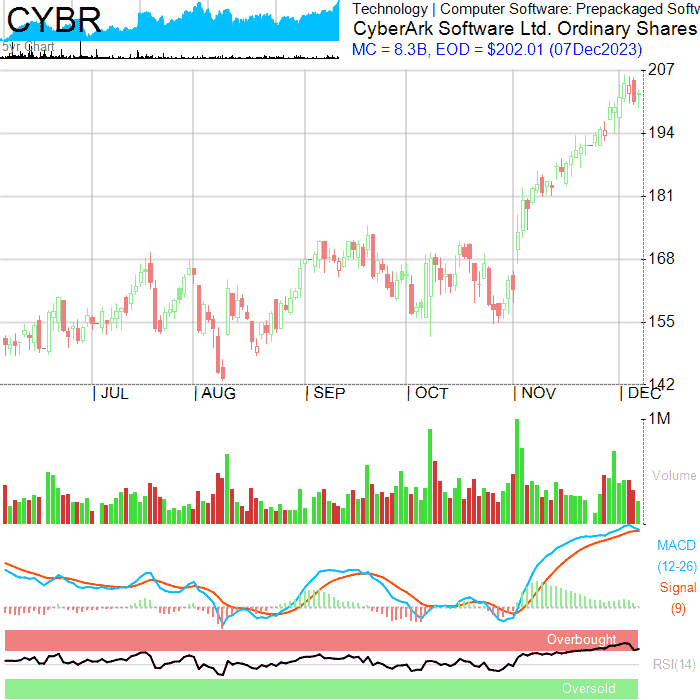 CYBR
5yr Chart
Technology | Computer Software: Prepackaged Softw
CyberArk Software Ltd. Ordinary Shares
MC = 8.3B, EOD = $202.01 (07Dec2023)
207
194
181
168
155
142
| JUL | AUG | SEP | OCT | NOV | DEC
1M
Volume
MACD
(12-26)
Signal
(9)
Overbought
RSI(14)
Oversold